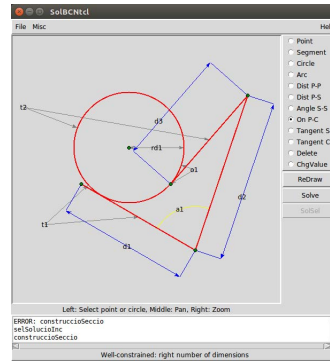 SolBCNtcl
File Misc Hel
Point
Segment
Circle
Arc
Dist P-P
Dist P-S
Angle S-S
On P-C
Tangent S
Tangent C
Delete
ChgValue
ReDraw
Solve
SolSel
t2
d3
rd1
o1
a1
d2
t1
d1
Left: Select point or circle, Middle: Pan, Right: Zoom
ERROR: construccioSeccio
selSolucioInc
construccioSeccio
Well-constrained: right number of dimensions